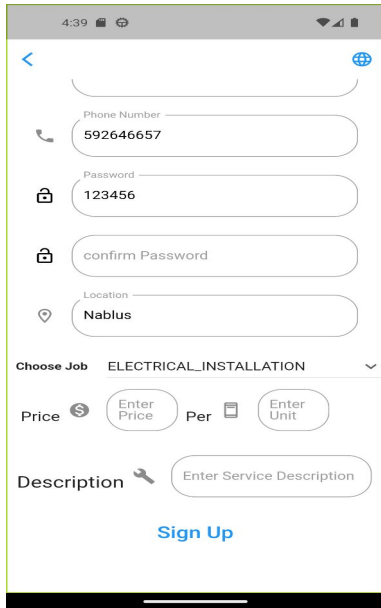 4:39
Phone Number
592646657
Password
123456
confirm Password
Location
Nablus
Choose Job ELECTRICAL_INSTALLATION
Price Enter Price Per Enter Unit
Description Enter Service Description
Sign Up